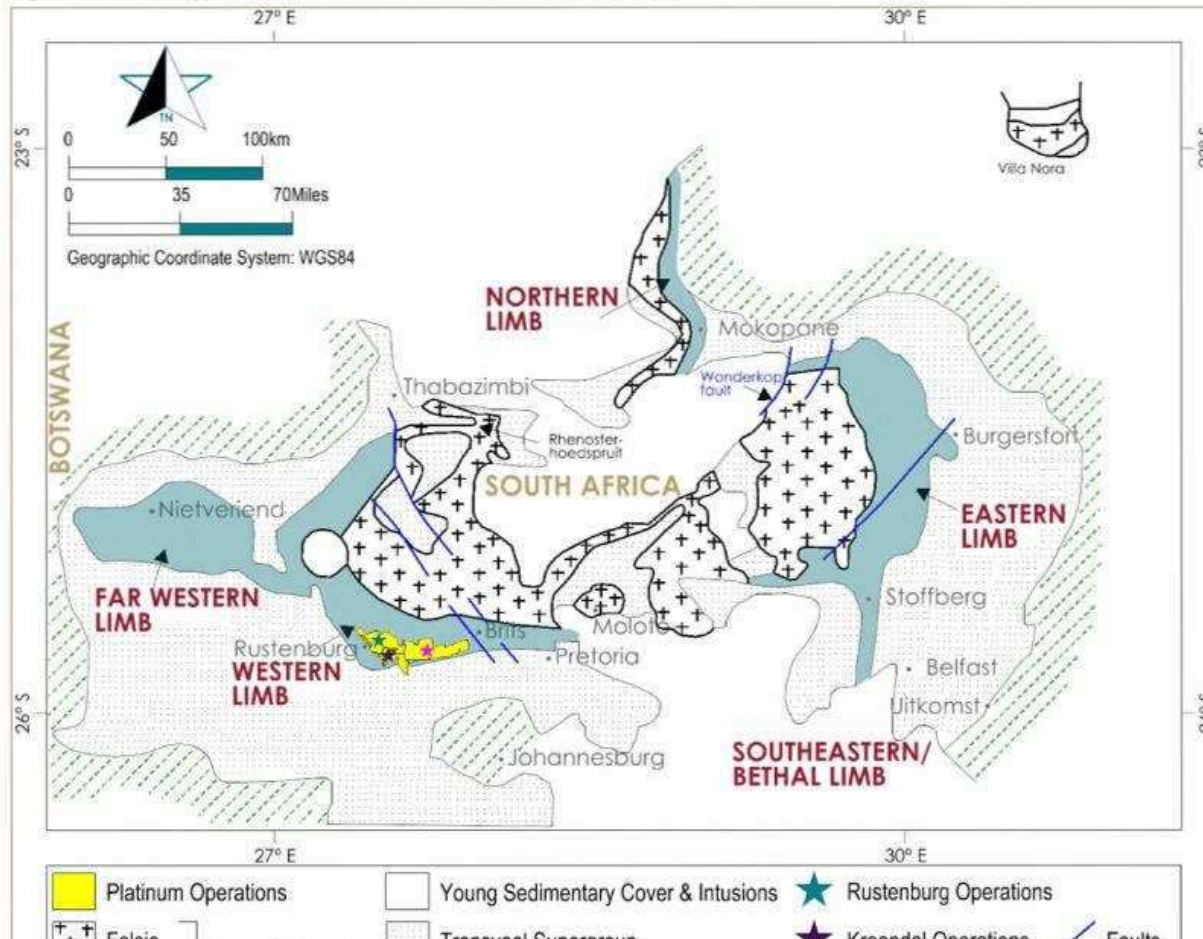 27° E
30° E
TN
0 50 100km
0 35 70Miles
Geographic Coordinate System: WGS84
23° S
Villa Nora
NORTHERN
LIMB
Mokopane
BOTSWANA
Thabazimbi
Wonderkop
fault
Rhenoster-
hoedspruit
Burgersfort
SOUTH AFRICA
Nietverlend
EASTERN
LIMB
FAR WESTERN
LIMB
Stoffberg
Rustenburg
Brits
Moloto
WESTERN
LIMB
Pretoria
Belfast
Uitkomst
26° S
Johannesburg
SOUTHEASTERN/
BETHAL LIMB
27° E
30° E
Platinum Operations
Young Sedimentary Cover & Intusions
Rustenburg Operations
Felsic
Transvaal Supergroup
Kroondal Operations
Faults